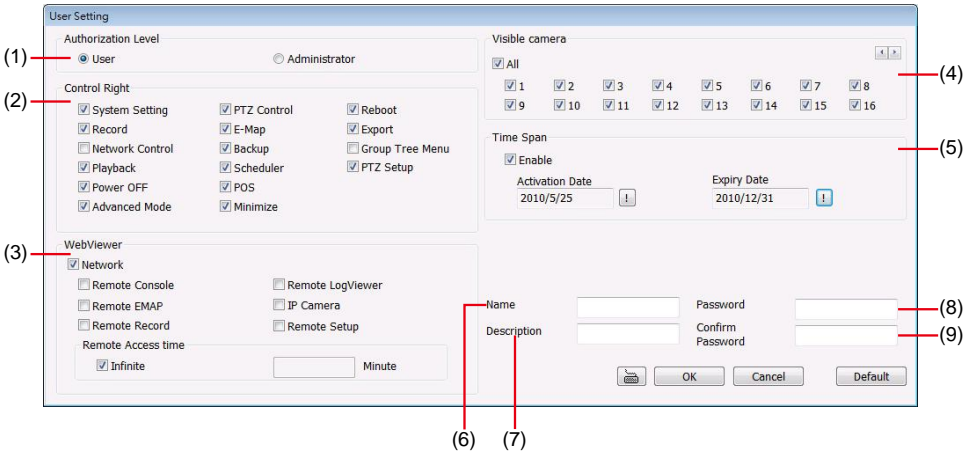 User Setting
Authorization Level
User Administrator
(1)
Control Right
(2)
System Setting PTZ Control Reboot
Record E-Map Export
Network Control Backup Group Tree Menu
Playback Scheduler PTZ Setup
Power OFF POS
Advanced Mode Minimize
WebViewer
(3)
Network
Remote Console Remote LogViewer
Remote EMAP IP Camera
Remote Record Remote Setup
Remote Access time
Infinite Minute
Visible camera
All
(4)
1 2 3 4 5 6 7 8
9 10 11 12 13 14 15 16
Time Span
(5)
Enable
Activation Date Expiry Date
2010/5/25 ! 2010/12/31 !
Name Password
(8)
Description Confirm Password
(9)
OK Cancel Default
(6) (7)